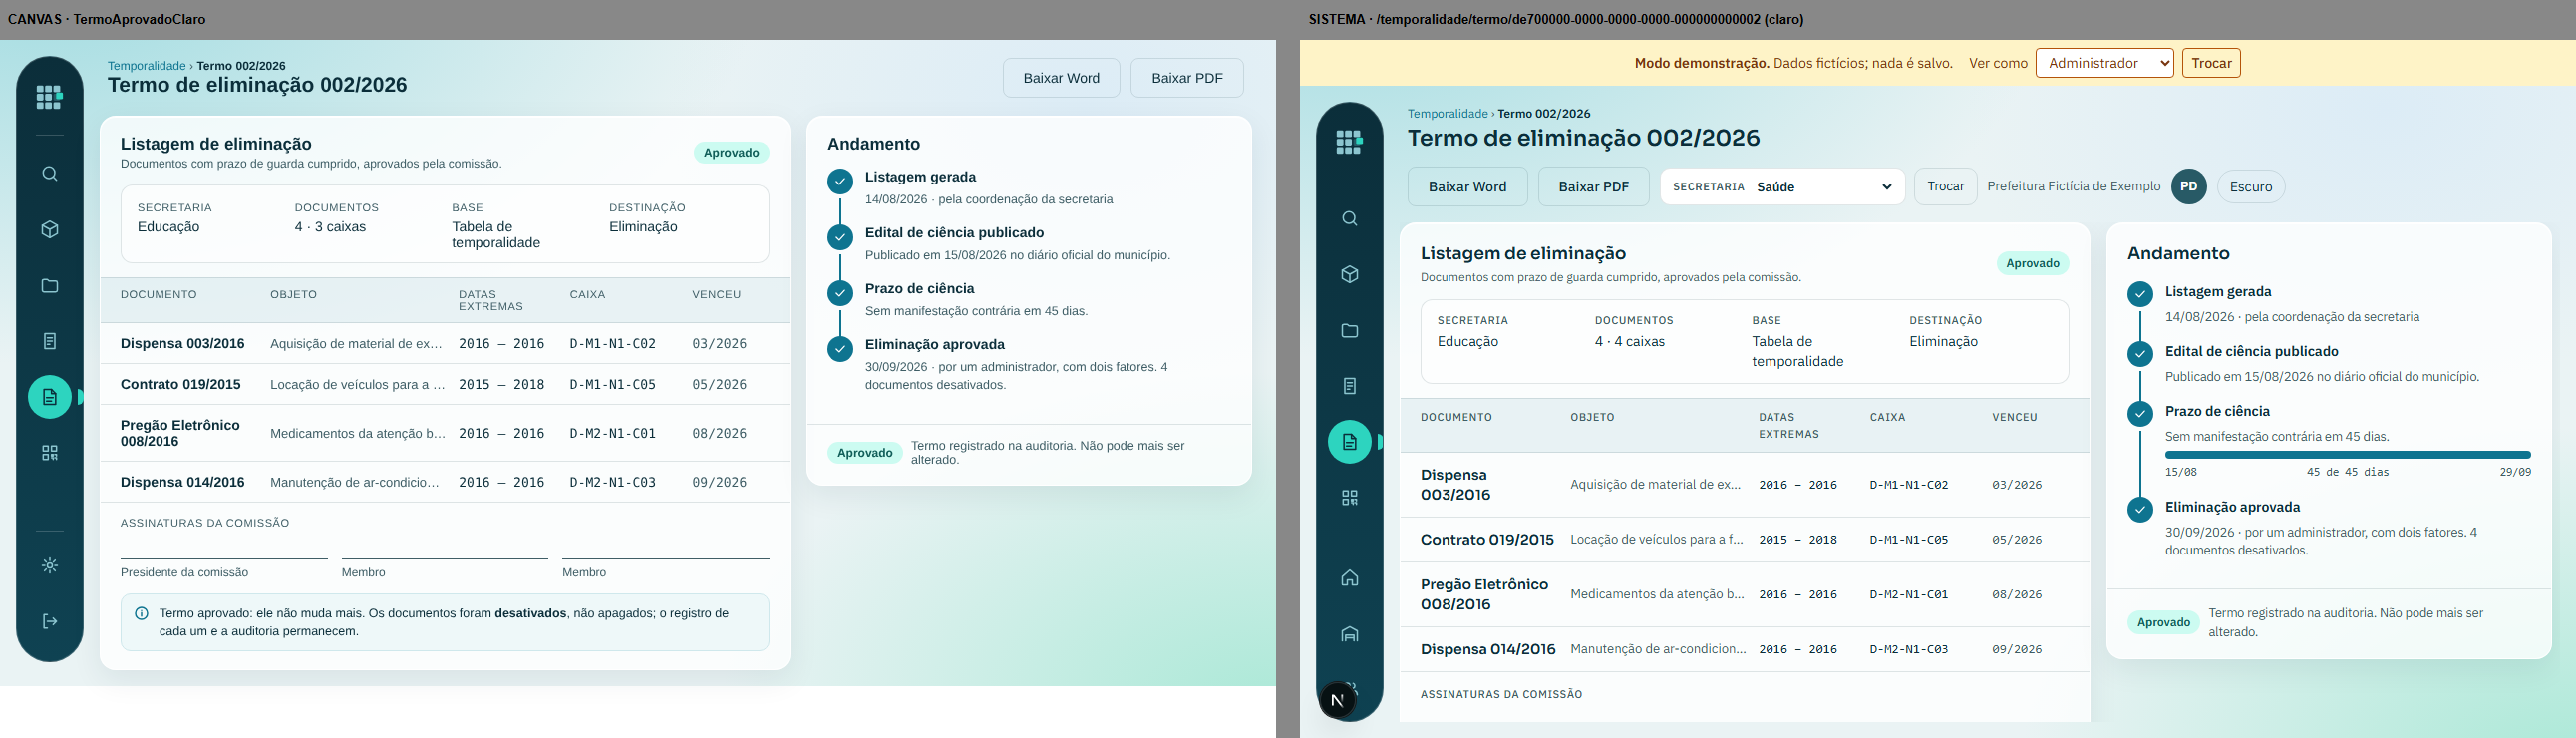 CANVAS · TermoAprovadoClaro
Temporalidade › Termo 002/2026
Termo de eliminação 002/2026
Baixar Word
Baixar PDF
Listagem de eliminação
Documentos com prazo de guarda cumprido, aprovados pela comissão.
Aprovado
SECRETARIA
DOCUMENTOS
BASE
DESTINAÇÃO
Educação
4 · 3 caixas
Tabela de
temporalidade
Eliminação
DOCUMENTO
OBJETO
DATAS
EXTREMAS
CAIXA
VENCEU
Dispensa 003/2016
Aquisição de material de ex...
2016 – 2016
D-M1-N1-C02
03/2026
Contrato 019/2015
Locação de veículos para a ...
2015 – 2018
D-M1-N1-C05
05/2026
Pregão Eletrônico
008/2016
Medicamentos da atenção b...
2016 – 2016
D-M2-N1-C01
08/2026
Dispensa 014/2016
Manutenção de ar-condicio...
2016 – 2016
D-M2-N1-C03
09/2026
ASSINATURAS DA COMISSÃO
Presidente da comissão
Membro
Membro
Termo aprovado: ele não muda mais. Os documentos foram desativados, não apagados; o registro de
cada um e a auditoria permanecem.
Andamento
Listagem gerada
14/08/2026 · pela coordenação da secretaria
Edital de ciência publicado
Publicado em 15/08/2026 no diário oficial do município.
Prazo de ciência
Sem manifestação contrária em 45 dias.
Eliminação aprovada
30/09/2026 · por um administrador, com dois fatores. 4
documentos desativados.
Aprovado
Termo registrado na auditoria. Não pode mais ser
alterado.
SISTEMA · /temporalidade/termo/de700000-0000-0000-0000-000000000002 (claro)
Modo demonstração. Dados fictícios; nada é salvo.
Ver como
Administrador
Trocar
Temporalidade › Termo 002/2026
Termo de eliminação 002/2026
Baixar Word
Baixar PDF
SECRETARIA Saúde
Trocar
Prefeitura Fictícia de Exemplo
PD
Escuro
Listagem de eliminação
Documentos com prazo de guarda cumprido, aprovados pela comissão.
Aprovado
SECRETARIA
DOCUMENTOS
BASE
DESTINAÇÃO
Educação
4 · 4 caixas
Tabela de
temporalidade
Eliminação
DOCUMENTO
OBJETO
DATAS
EXTREMAS
CAIXA
VENCEU
Dispensa
003/2016
Aquisição de material de ex...
2016 – 2016
D-M1-N1-C02
03/2026
Contrato 019/2015
Locação de veículos para a f...
2015 – 2018
D-M1-N1-C05
05/2026
Pregão Eletrônico
008/2016
Medicamentos da atenção b...
2016 – 2016
D-M2-N1-C01
08/2026
Dispensa 014/2016
Manutenção de ar-condicion...
2016 – 2016
D-M2-N1-C03
09/2026
ASSINATURAS DA COMISSÃO
N
Andamento
Listagem gerada
14/08/2026 · pela coordenação da secretaria
Edital de ciência publicado
Publicado em 15/08/2026 no diário oficial do município.
Prazo de ciência
Sem manifestação contrária em 45 dias.
15/08
45 de 45 dias
29/09
Eliminação aprovada
30/09/2026 · por um administrador, com dois fatores. 4
documentos desativados.
Aprovado
Termo registrado na auditoria. Não pode mais ser
alterado.